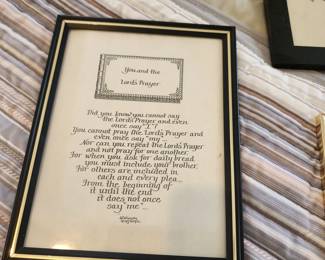 You and the
Lord's Prayer
Did you know you cannot say
the Lord's Prayer and even
once say "I"?
You cannot pray the Lord's Prayer and
even once say "my"...
Nor can you repeat the Lord's Prayer
and not pray for one another.
For when you ask for daily bread
you must include your brother.
For others are included in
each and every plea...
From the beginning of
it until the end
it does not once
say "me"...